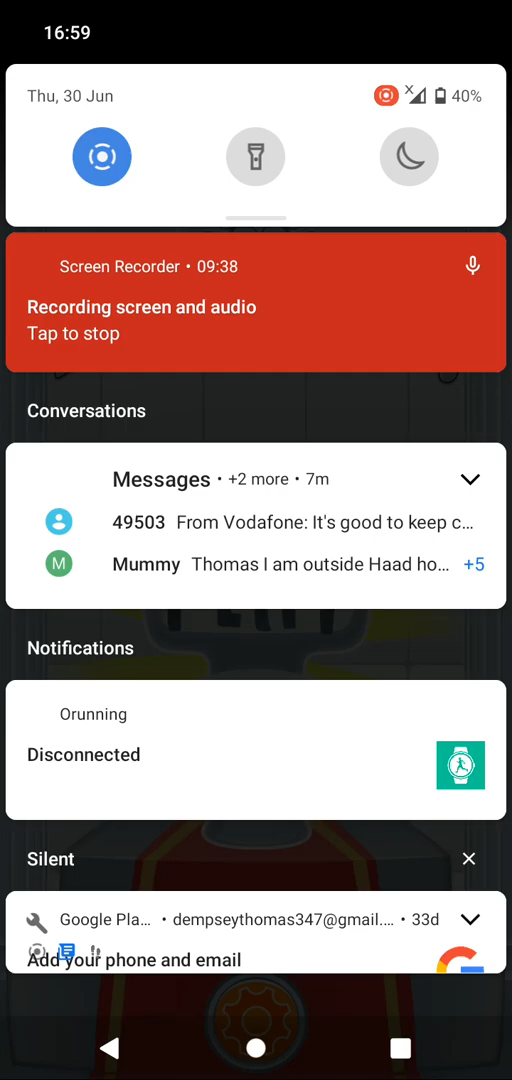 16:59
Thu, 30 Jun
40%
Screen Recorder • 09:38
Recording screen and audio
Tap to stop
Conversations
Messages • +2 more • 7m
49503 From Vodafone: It's good to keep c...
M Mummy Thomas I am outside Haad ho... +5
Notifications
Orunning
Disconnected
Silent
Google Pla... • dempseythomas347@gmail.... • 33d
Add your phone and email